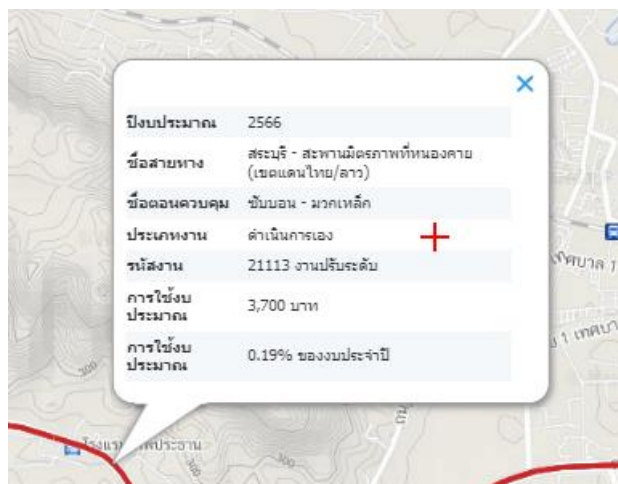 ปีงบประมาณ 2566
ชื่อสายทาง สระบุรี - สะพานมิตรภาพที่หนองคาย
(เขตแดนไทย/ลาว)
ชื่อตอนควบคุม ซับบอน - มวกเหล็ก
ประเภทงาน ดำเนินการเอง
รหัสงาน 21113 งานปรับระดับ
การใช้งบ
ประมาณ 3,700 บาท
การใช้งบ
ประมาณ 0.19% ของงบประจำปี
เทศบาล 1
300
300